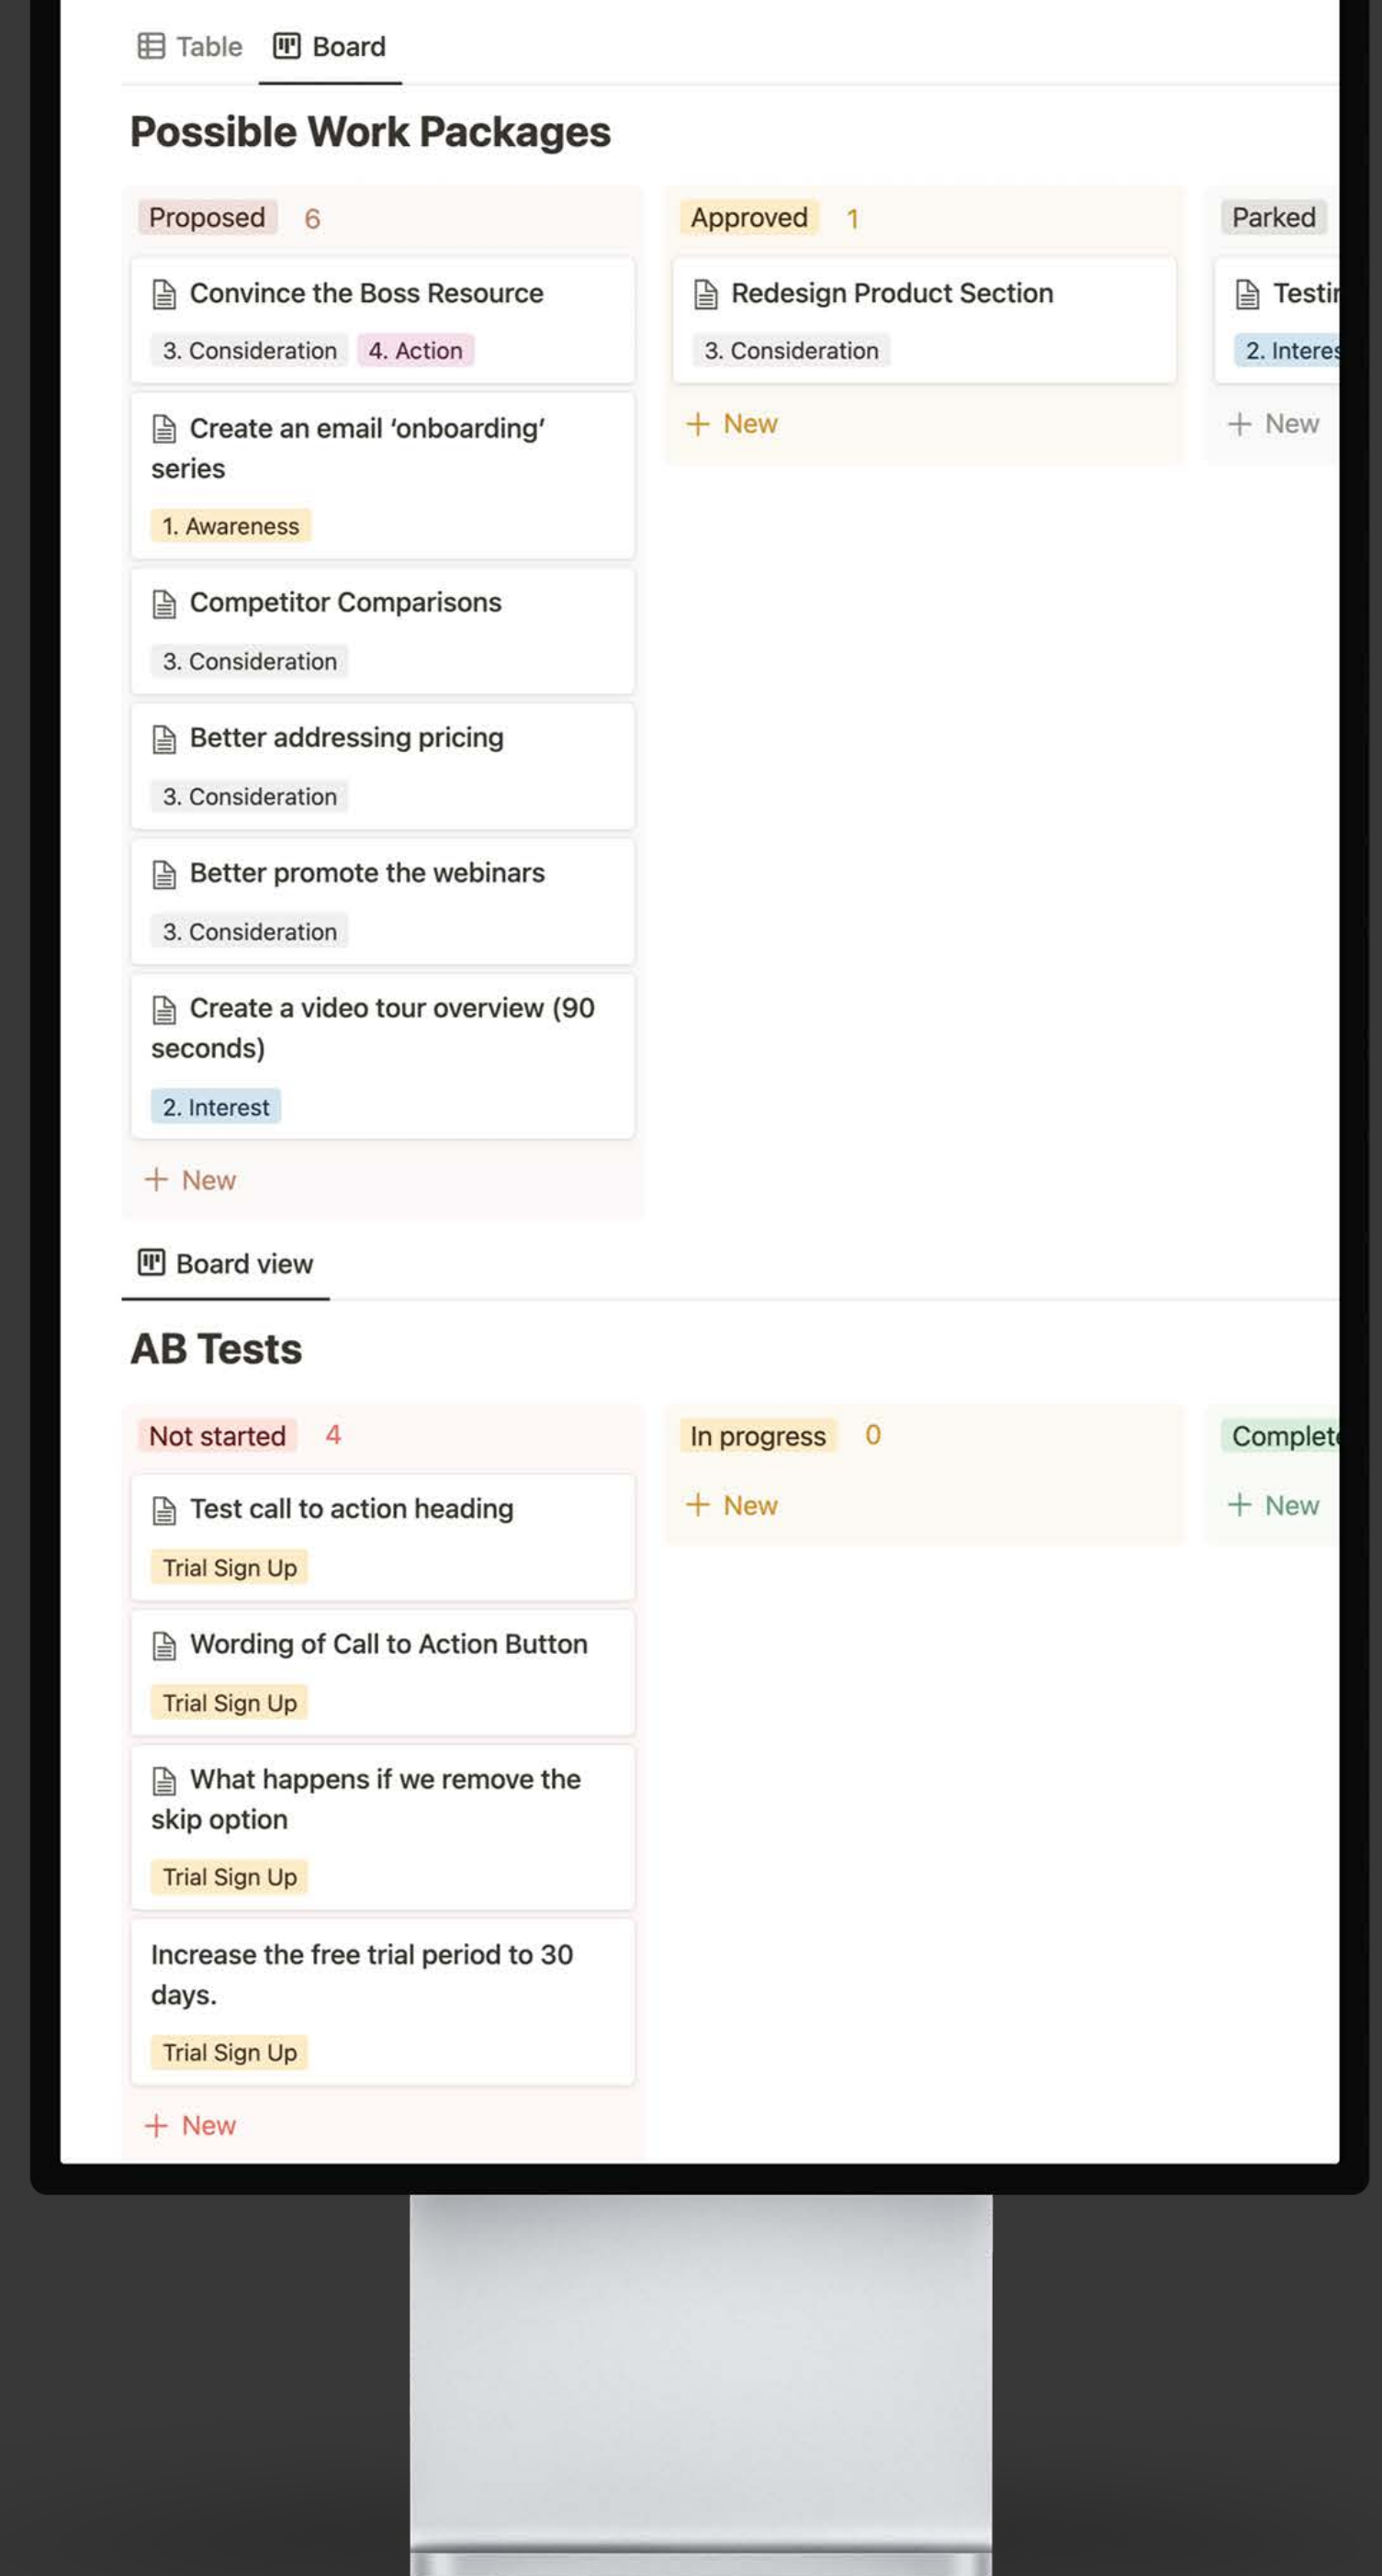 Table Board
Possible Work Packages
Proposed 6
Convince the Boss Resource
3. Consideration 4. Action
Create an email ‘onboarding’
series
1. Awareness
Competitor Comparisons
3. Consideration
Better addressing pricing
3. Consideration
Better promote the webinars
3. Consideration
Create a video tour overview (90
seconds)
2. Interest
+ New
Approved 1
Redesign Product Section
3. Consideration
+ New
Parked
Testin
2. Interes
+ New
Board view
AB Tests
Not started 4
Test call to action heading
Trial Sign Up
Wording of Call to Action Button
Trial Sign Up
What happens if we remove the
skip option
Trial Sign Up
Increase the free trial period to 30
days.
Trial Sign Up
+ New
In progress 0
+ New
Complete
+ New